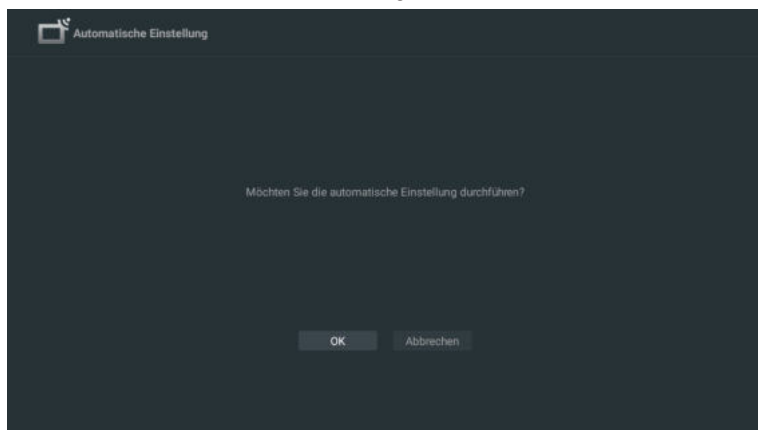 Automatische Einstellung
Möchten Sie die automatische Einstellung durchführen?
OK
Abbrechen